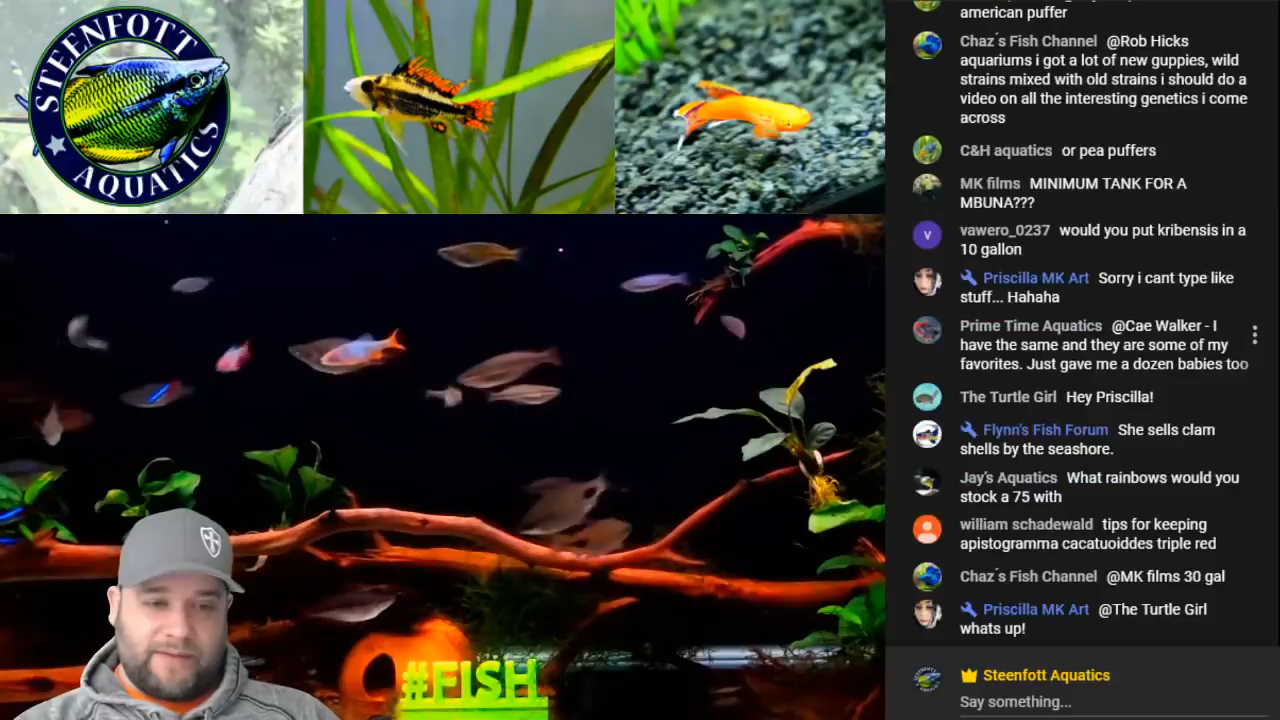 STEENFOTT
AQUATICS
#FISH
american puffer
Chaz´s Fish Channel @Rob Hicks
aquariums i got a lot of new guppies, wild
strains mixed with old strains i should do a
video on all the interesting genetics i come
across
C&H aquatics or pea puffers
MK films MINIMUM TANK FOR A
MBUNA???
V
vawero_0237 would you put kribensis in a
10 gallon
Priscilla MK Art Sorry i cant type like
stuff... Hahaha
Prime Time Aquatics @Cae Walker - I
have the same and they are some of my
favorites. Just gave me a dozen babies too
The Turtle Girl Hey Priscilla!
Flynn's Fish Forum She sells clam
shells by the seashore.
Jay's Aquatics What rainbows would you
stock a 75 with
william schadewald tips for keeping
apistogramma cacatuoiddes triple red
Chaz´s Fish Channel @MK films 30 gal
Priscilla MK Art @The Turtle Girl
whats up!
Steenfott Aquatics
Say something...